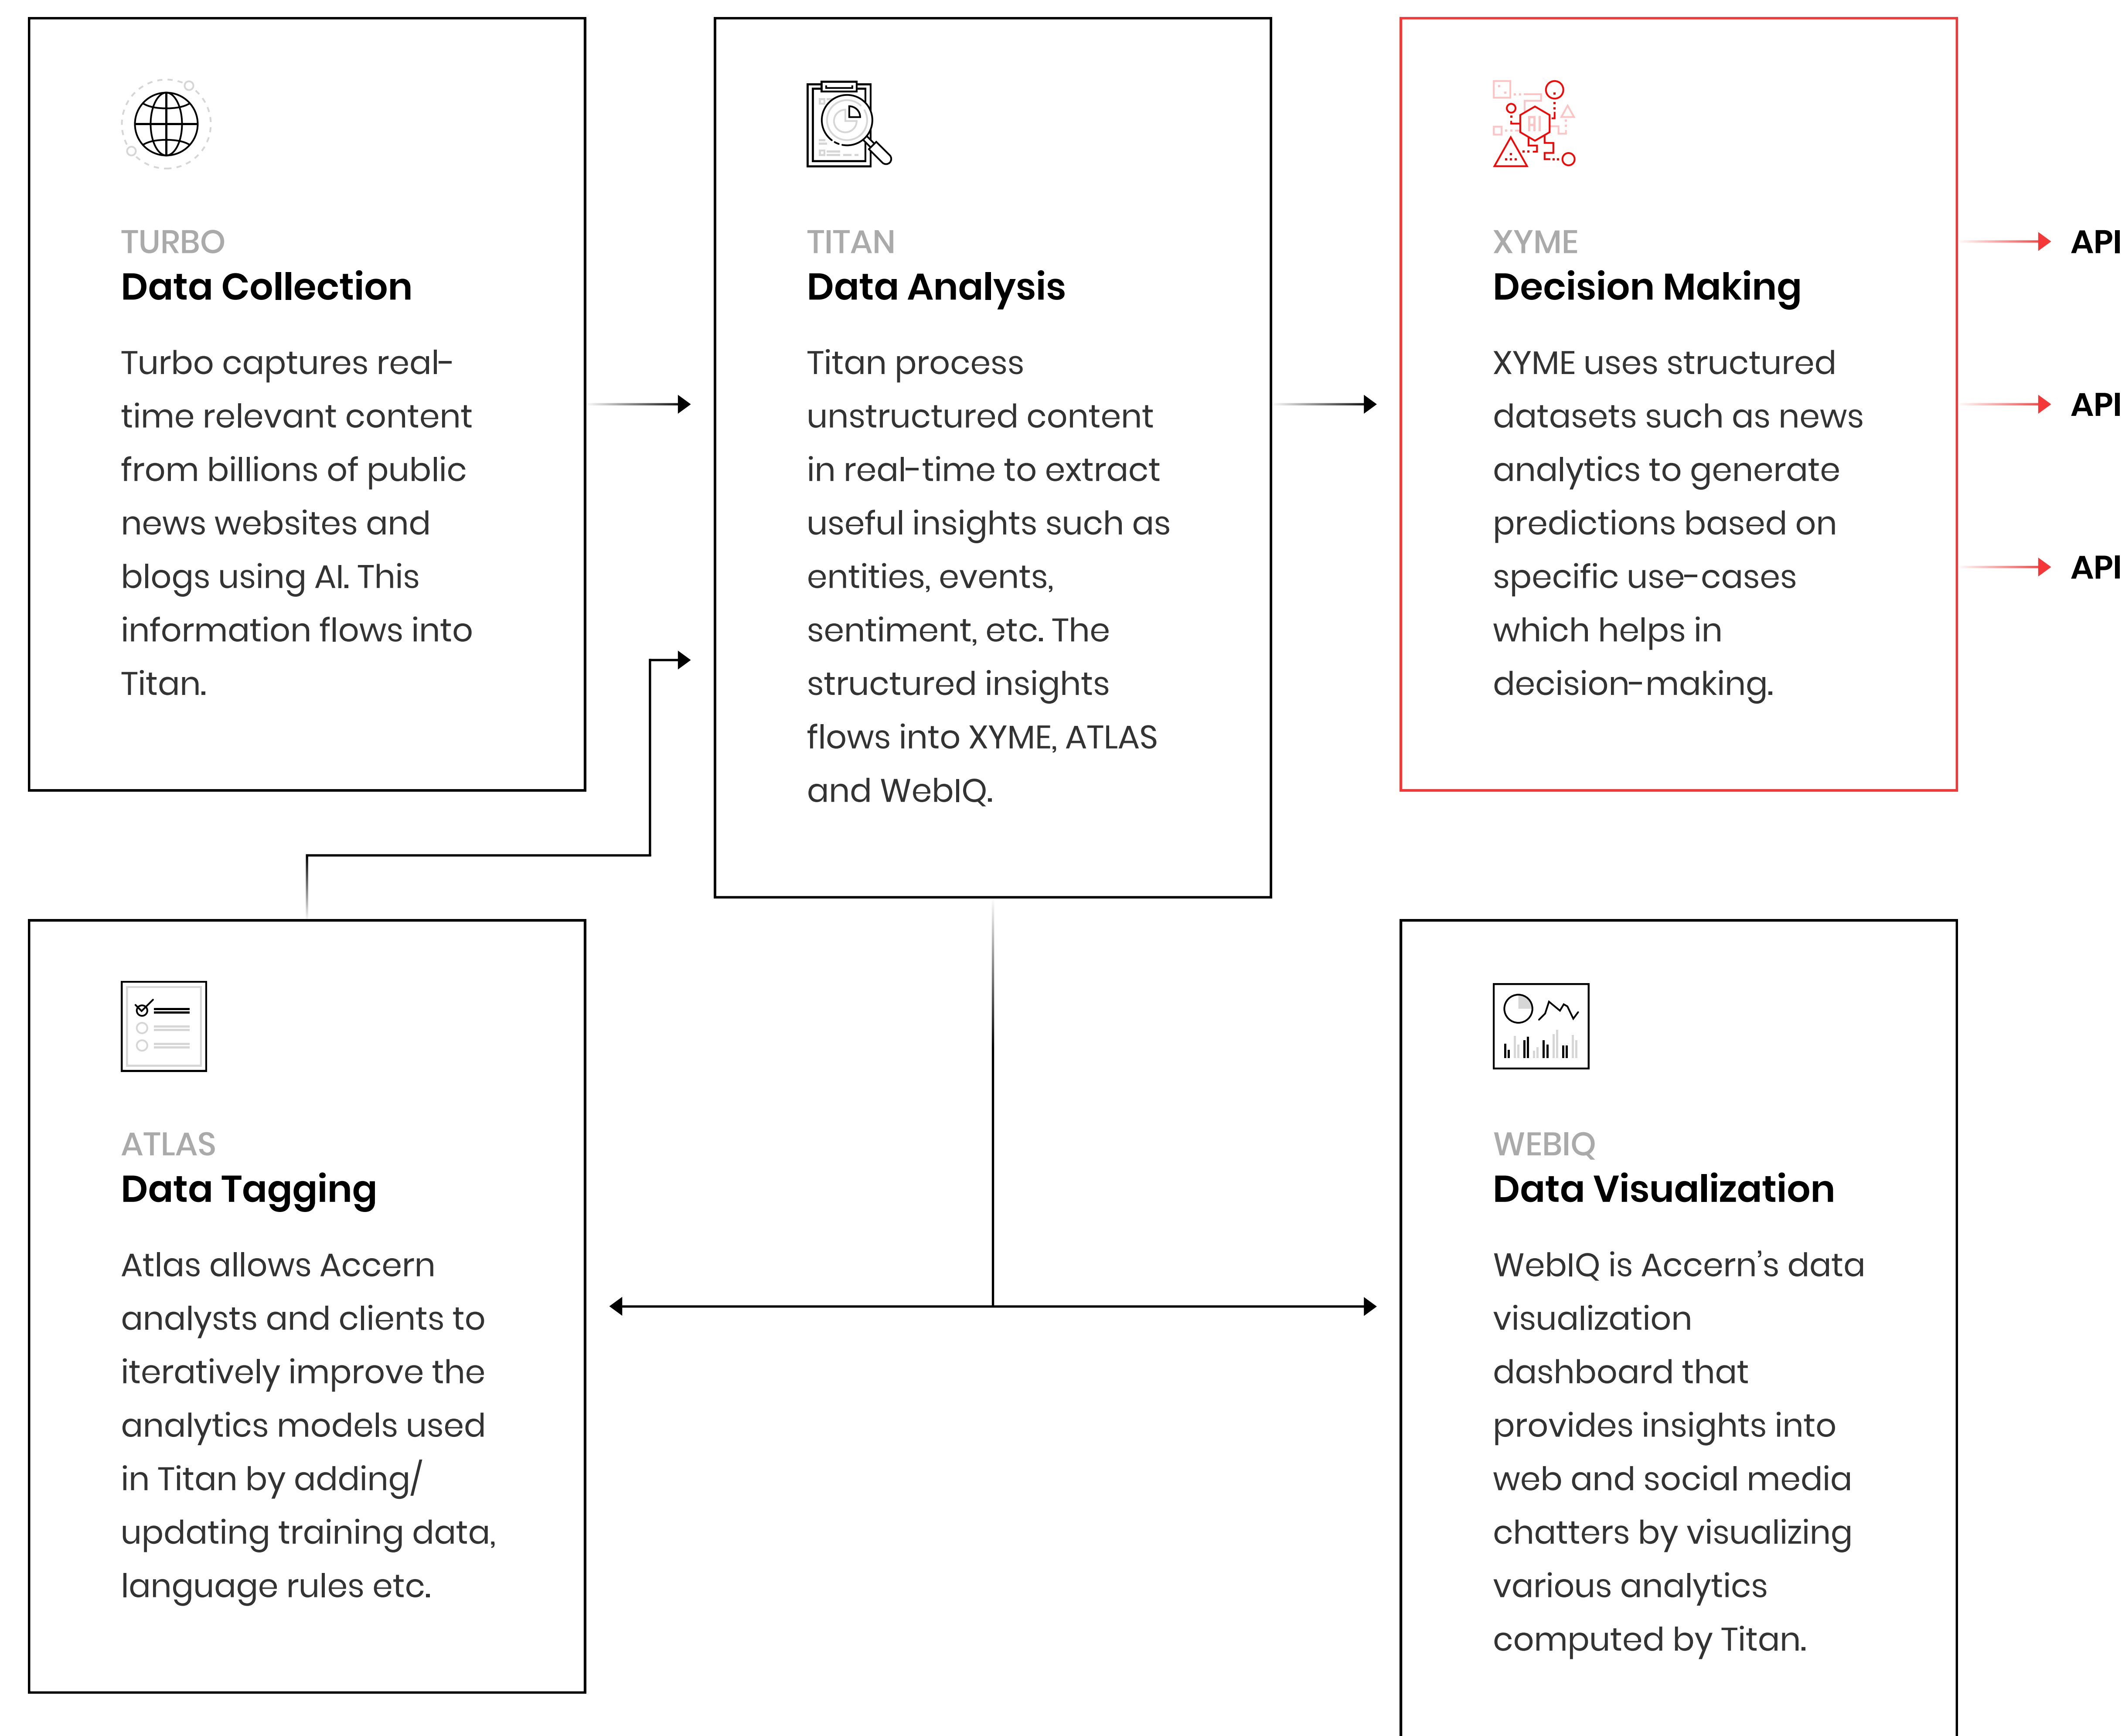 TURBO
Data Collection
Turbo captures real-
time relevant content
from billions of public
news websites and
blogs using AI. This
information flows into
Titan.
TITAN
Data Analysis
Titan process
unstructured content
in real-time to extract
useful insights such as
entities, events,
sentiment, etc. The
structured insights
flows into XYME, ATLAS
and WebIQ.
AI
XYME
Decision Making
XYME uses structured
datasets such as news
analytics to generate
predictions based on
specific use-cases
which helps in
decision-making.
API
API
API
ATLAS
Data Tagging
Atlas allows Accern
analysts and clients to
iteratively improve the
analytics models used
in Titan by adding/
updating training data,
language rules etc.
WEBIQ
Data Visualization
WebIQ is Accern’s data
visualization
dashboard that
provides insights into
web and social media
chatters by visualizing
various analytics
computed by Titan.